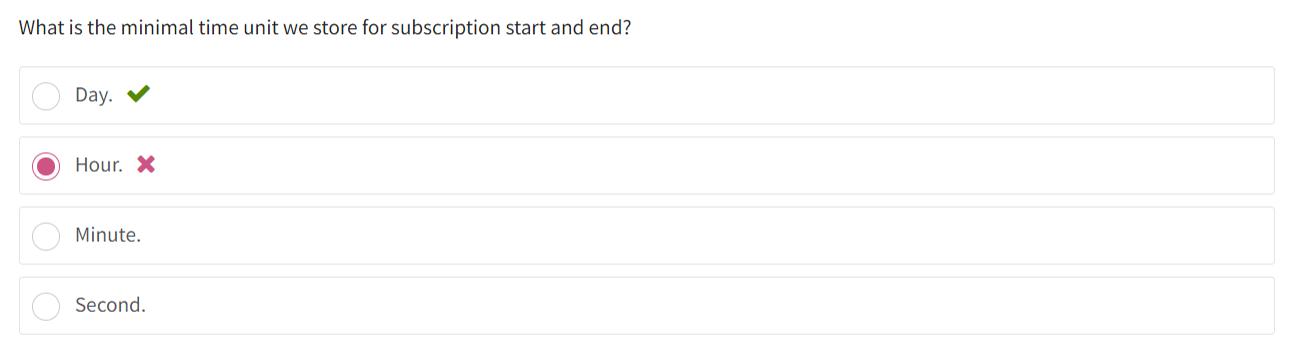 What is the minimal time unit we store for subscription start and end?
Day.
Hour.
Minute.
Second.